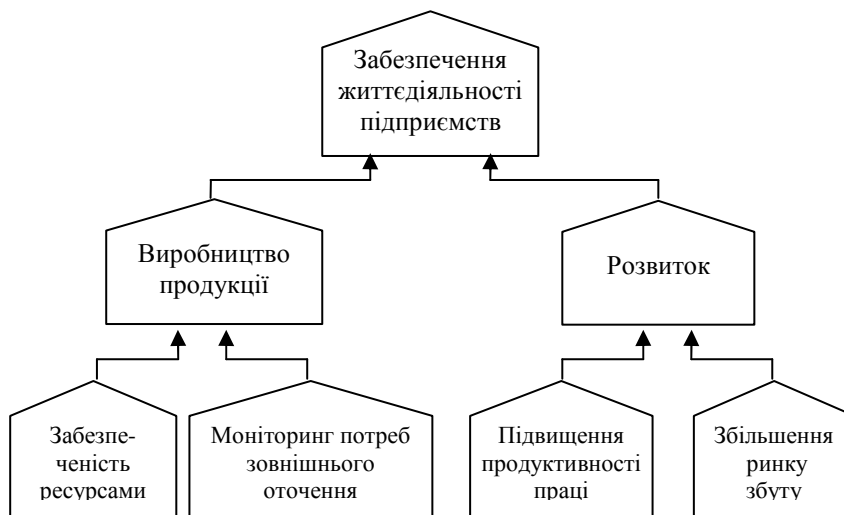 Забезпечення
життєдіяльності
підприємств
Виробництво
продукції
Розвиток
Забезпе-
ченість
ресурсами
Моніторинг потреб
зовнішнього
оточення
Підвищення
продуктивності
праці
Збільшення
ринку
збуту